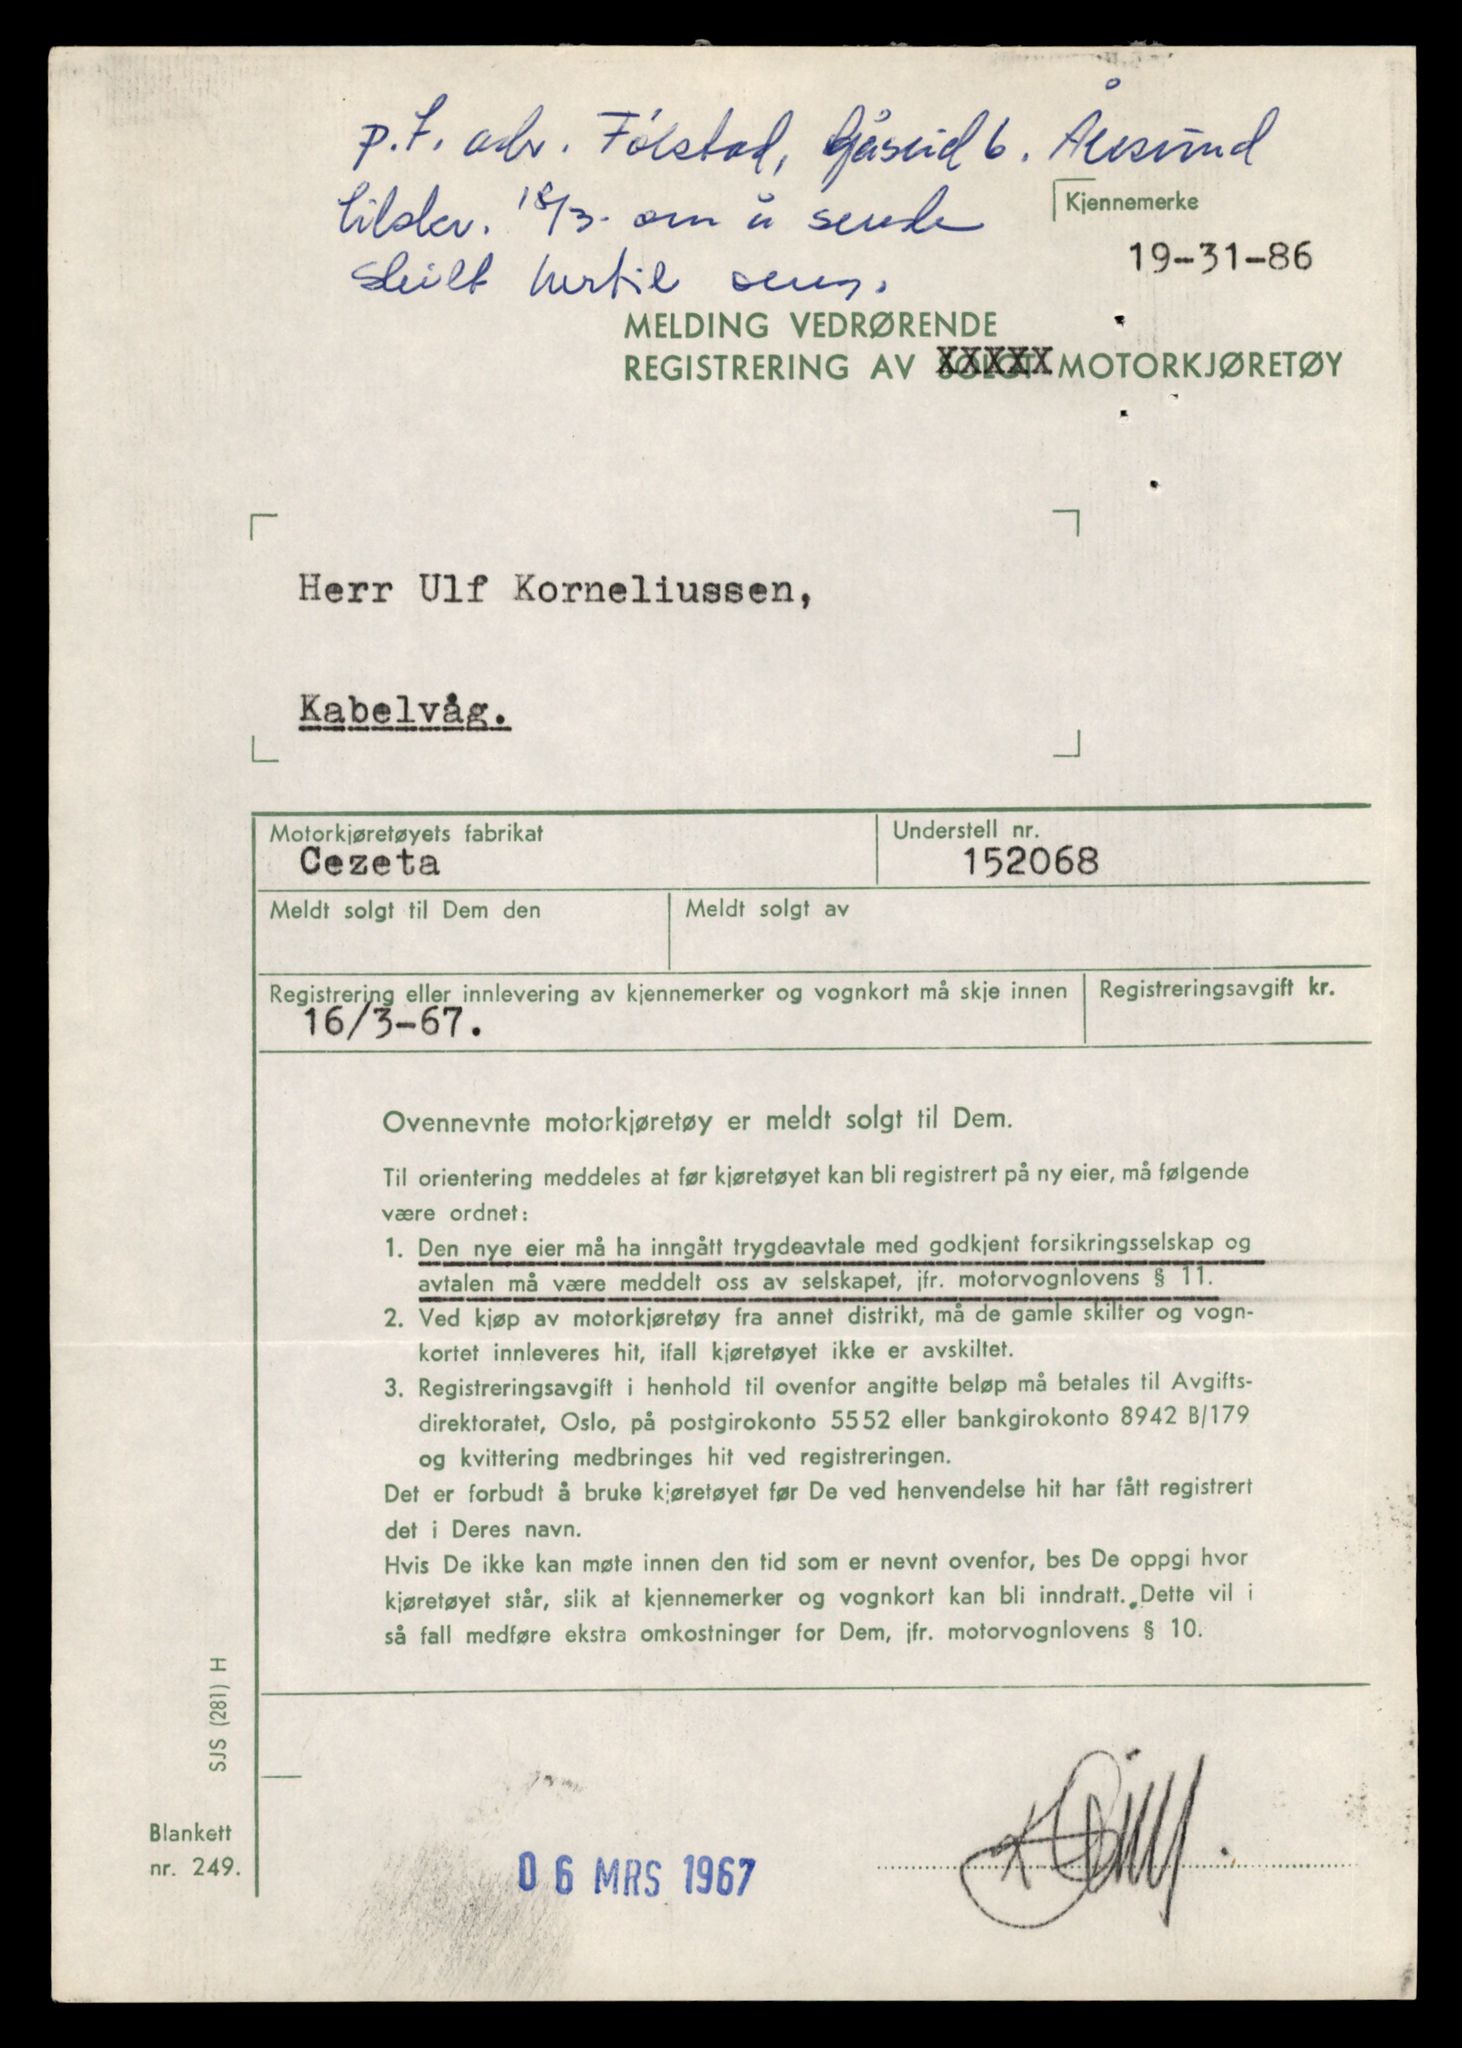 p.t. adr. Følstad, 6. Ålesund
tilskr. 18/3. om å sende
skilt hertil snarest.
Kjennemerke
19-31-86
MELDING VEDRØRENDE
REGISTRERING AV SOLGT MOTORKJØRETØY
Herr Ulf Korneliussen,
Kabelvåg.
Motorkjøretøyets fabrikat
Cezeta
Understell nr.
152068
Meldt solgt til Dem den
Meldt solgt av
Registrering eller innlevering av kjennemerker og vognkort må skje innen
16/3-67.
Registreringsavgift kr.
Ovennevnte motorkjøretøy er meldt solgt til Dem.
Til orientering meddeles at før kjøretøyet kan bli registrert på ny eier, må følgende
være ordnet:
1. Den nye eier må ha inngått trygdeavtale med godkjent forsikringsselskap og
avtalen må være meddelt oss av selskapet, jfr. motorvognlovens § 11.
2. Ved kjøp av motorkjøretøy fra annet distrikt, må de gamle skilter og vogn-
kortet innleveres hit, ifall kjøretøyet ikke er avskiltet.
3. Registreringsavgift i henhold til ovenfor angitte beløp må betales til Avgifts-
direktoratet, Oslo, på postgirokonto 5552 eller bankgirokonto 8942 B/179
og kvittering medbringes hit ved registreringen.
Det er forbudt å bruke kjøretøyet før De ved henvendelse hit har fått registrert
det i Deres navn.
Hvis De ikke kan møte innen den tid som er nevnt ovenfor, bes De oppgi hvor
kjøretøyet står, slik at kjennemerker og vognkort kan bli inndratt. Dette vil i
så fall medføre ekstra omkostninger for Dem, jfr. motorvognlovens § 10.
SJS (281) H
Blankett
nr. 249.
06 MRS 1967